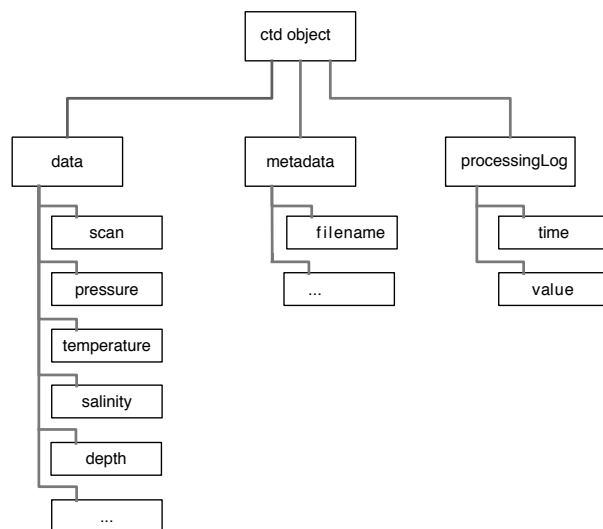 ctd object
data
metadata
processingLog
scan
filename
time
pressure
...
value
temperature
salinity
depth
...